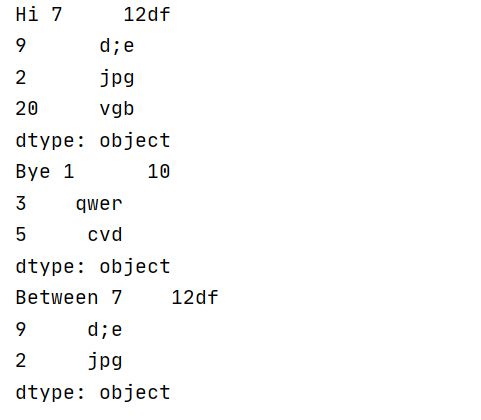 Hi 7     12df
9      d;e
2      jpg
20     vgb
dtype: object
Bye 1      10
3    qwer
5     cvd
dtype: object
Between 7    12df
9     d;e
2     jpg
dtype: object